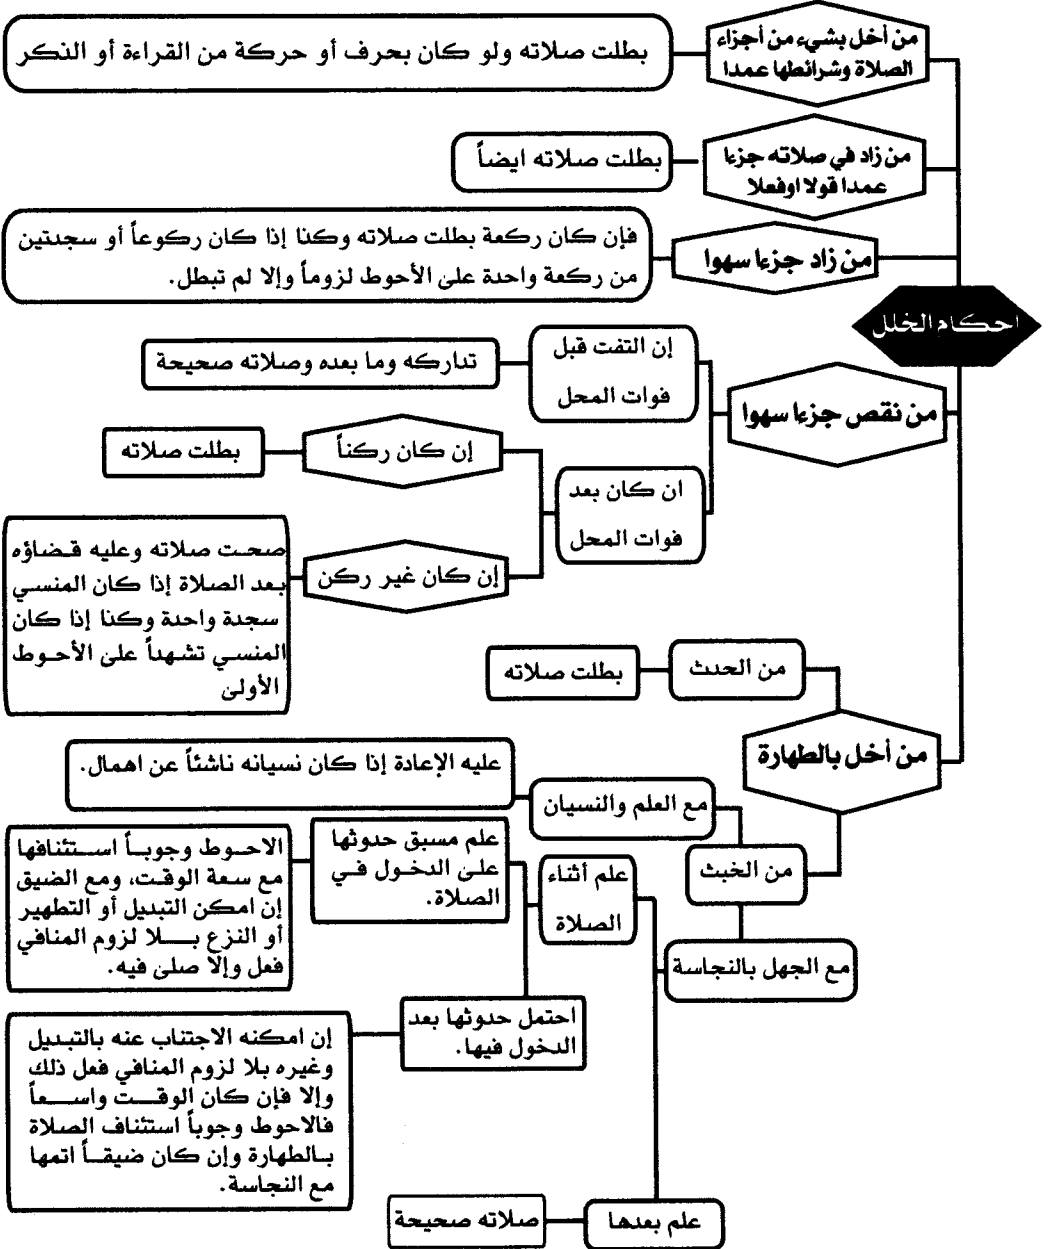 احكام الخلل
من أخل بشيء من أجزاء
الصلاة وشرائطها عمدا
بطلت صلاته ولو كان بحرف أو حركة من القراءة أو الذكر
من زاد في صلاته جزءا
عمدا قولا اوفعلا
بطلت صلاته ايضاً
من زاد جزءا سهوا
فإن كان ركعة بطلت صلاته وكذا إذا كان ركوعاً أو سجدتين
من ركعة واحدة على الأحوط لزوماً وإلا لم تبطل.
من نقص جزءا سهوا
إن التفت قبل
فوات المحل
تداركه وما بعده وصلاته صحيحة
ان كان بعد
فوات المحل
إن كان ركناً
بطلت صلاته
إن كان غير ركن
صحت صلاته وعليه قضاؤه
بعد الصلاة إذا كان المنسي
سجدة واحدة وكذا إذا كان
المنسي تشهداً على الأحوط
الأولى
من أخل بالطهارة
من الحدث
بطلت صلاته
من الخبث
مع العلم والنسيان
عليه الإعادة إذا كان نسيانه ناشئاً عن اهمال.
مع الجهل بالنجاسة
علم أثناء
الصلاة
علم مسبق حدوثها
على الدخول في
الصلاة.
الاحوط وجوباً استئنافها
مع سعة الوقت، ومع الضيق
إن امكن التبديل أو التطهير
أو النزع بلا لزوم المنافي
فعل وإلا صلى فيه.
احتمل حدوثها بعد
الدخول فيها.
إن امكنه الاجتناب عنه بالتبديل
وغيره بلا لزوم المنافي فعل ذلك
وإلا فإن كان الوقت واسعاً
فالاحوط وجوباً استئناف الصلاة
بالطهارة وإن كان ضيقاً اتمها
مع النجاسة.
علم بعدها
صلاته صحيحة